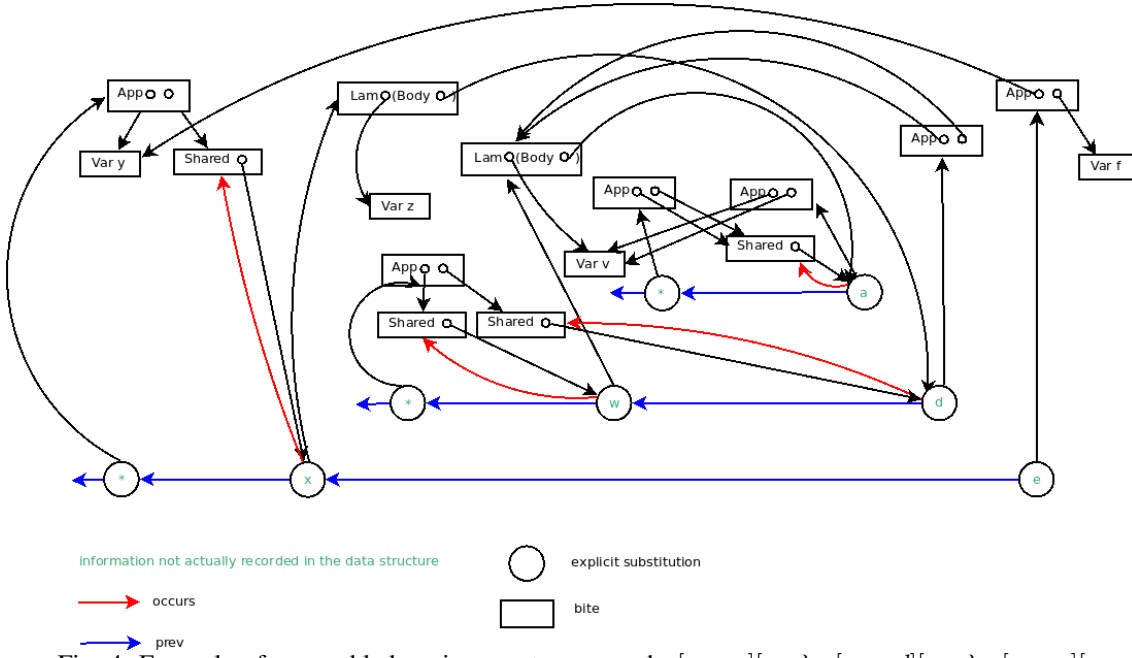 App
App
Lam (Body )
App
Var y
Shared
Lam (Body )
Var f
App
App
Var z
Shared
Var v
App
*
a
Shared
Shared
*
w
d
*
x
e
information not actually recorded in the data structure
explicit substitution
occurs
bite
prev